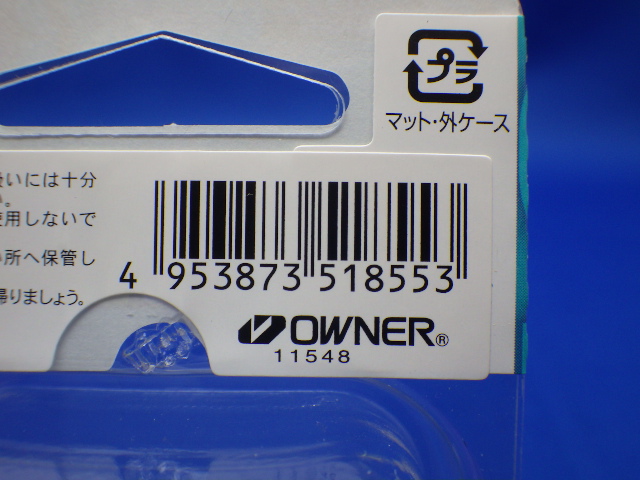 プラ
マット・外ケース
いには十分
い。
使用しないで
所へ保管し
帰りましょう。
4 953873 518553
OWNER®
11548